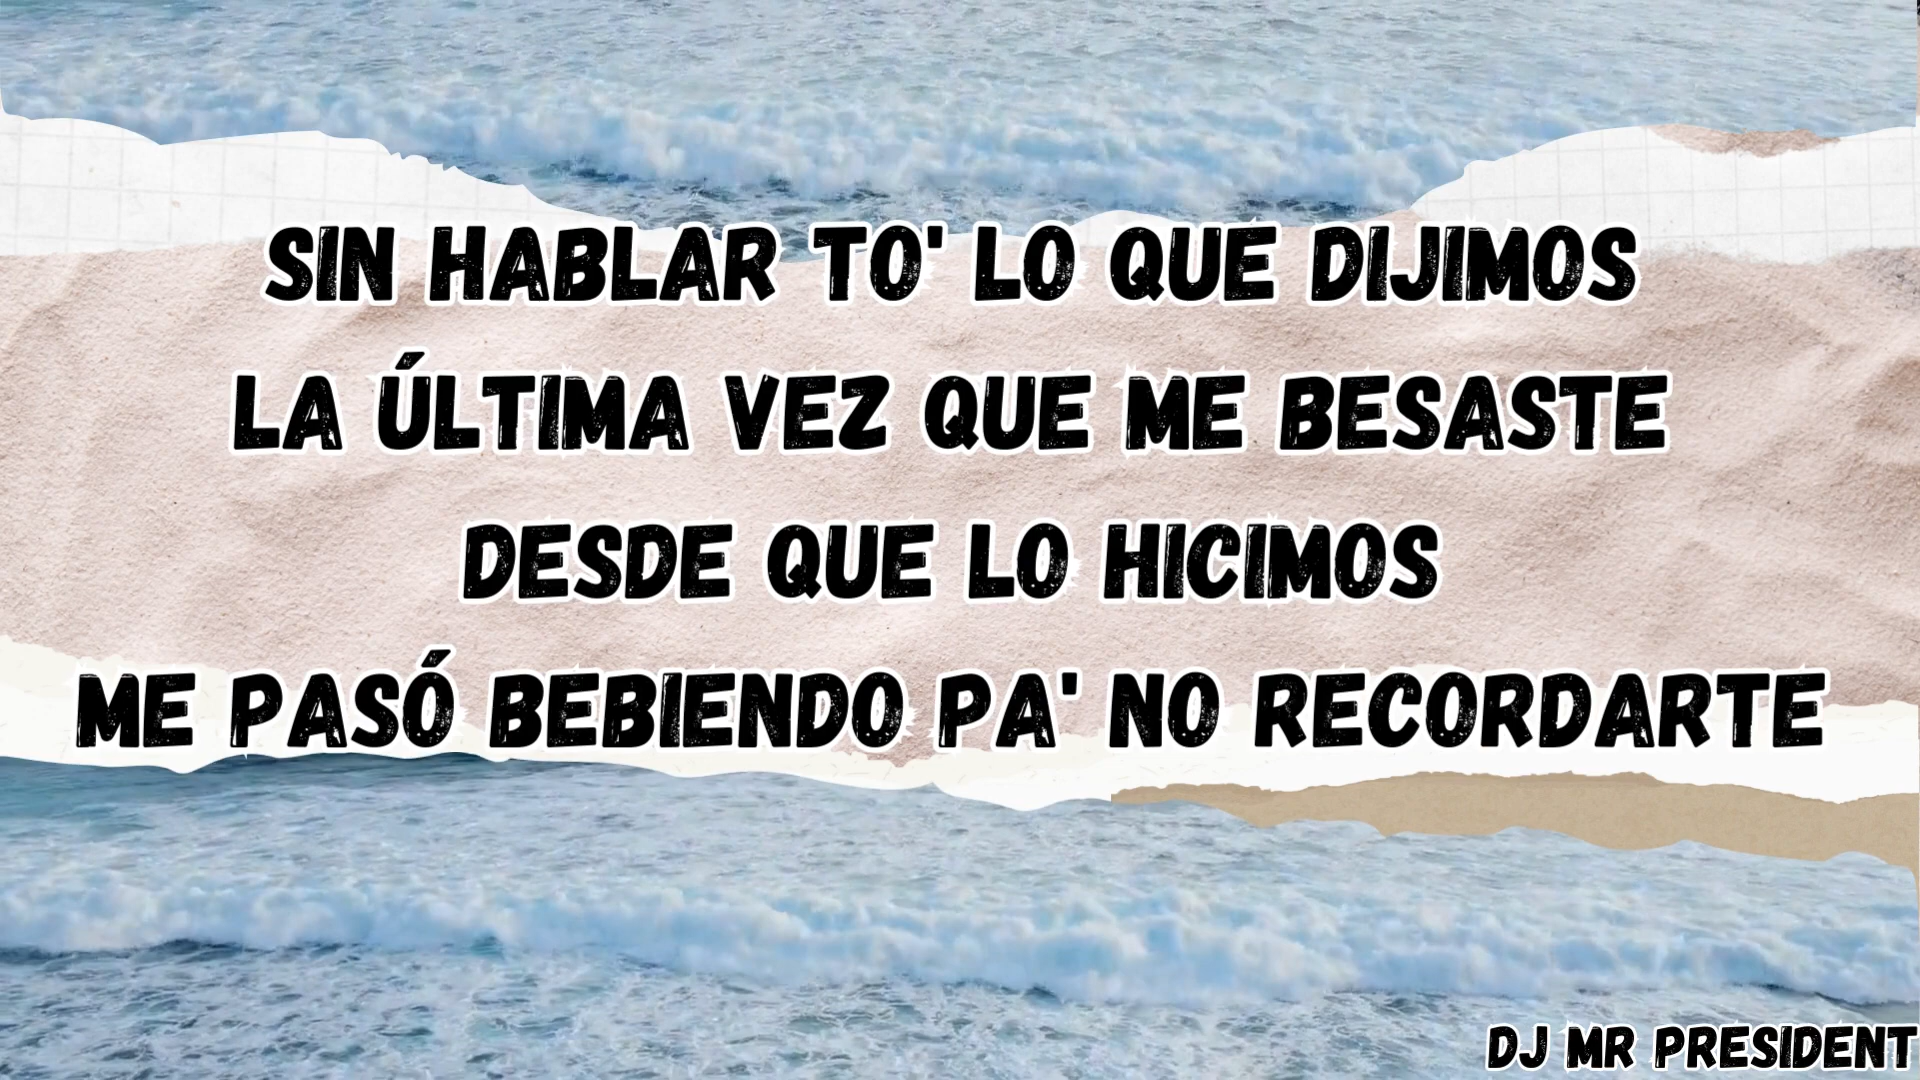 SIN HABLAR TO' LO QUE DIJIMOS
LA ÚLTIMA VEZ QUE ME BESASTE
DESDE QUE LO HICIMOS
ME PASÓ BEBIENDO PA' NO RECORDARTE
DJ MR PRESIDENT